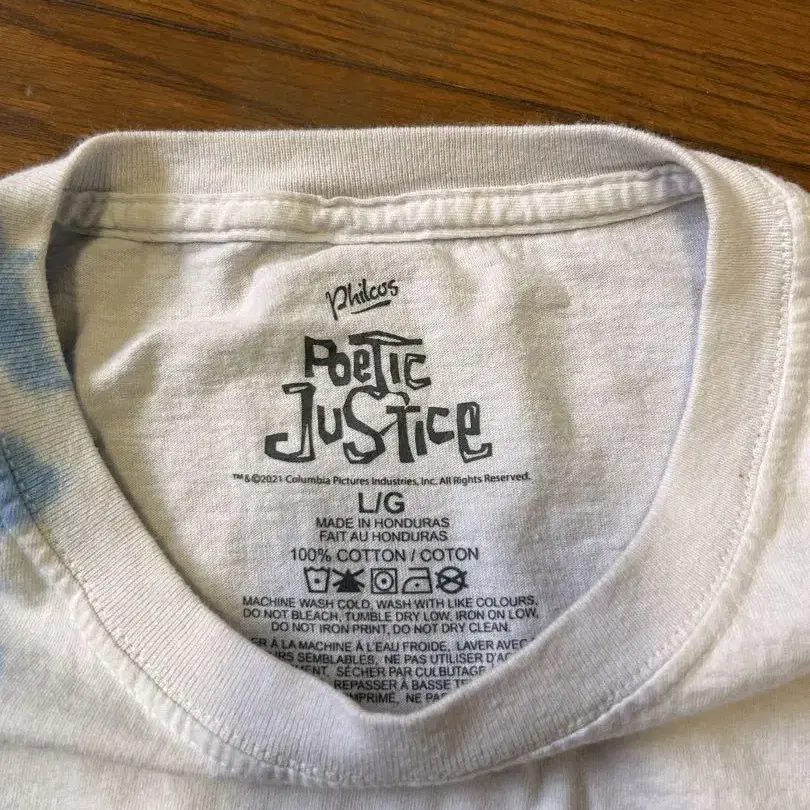 Philcos
Poetic
Justice
™&©2021 Columbia Pictures Industries, Inc. All Rights Reserved.
L/G
MADE IN HONDURAS
FAIT AU HONDURAS
100% COTTON / COTON
MACHINE WASH COLD, WASH WITH LIKE COLOURS,
DO NOT BLEACH, TUMBLE DRY LOW, IRON ON LOW,
DO NOT IRON PRINT, DO NOT DRY CLEAN.
À LA MACHINE À L'EAU FROIDE, LAVER AVEC
SEMBLABLES, NE PAS UTILISER
SÉCHER PAR CULBUTAGE
REPASSER À BASSE
NE